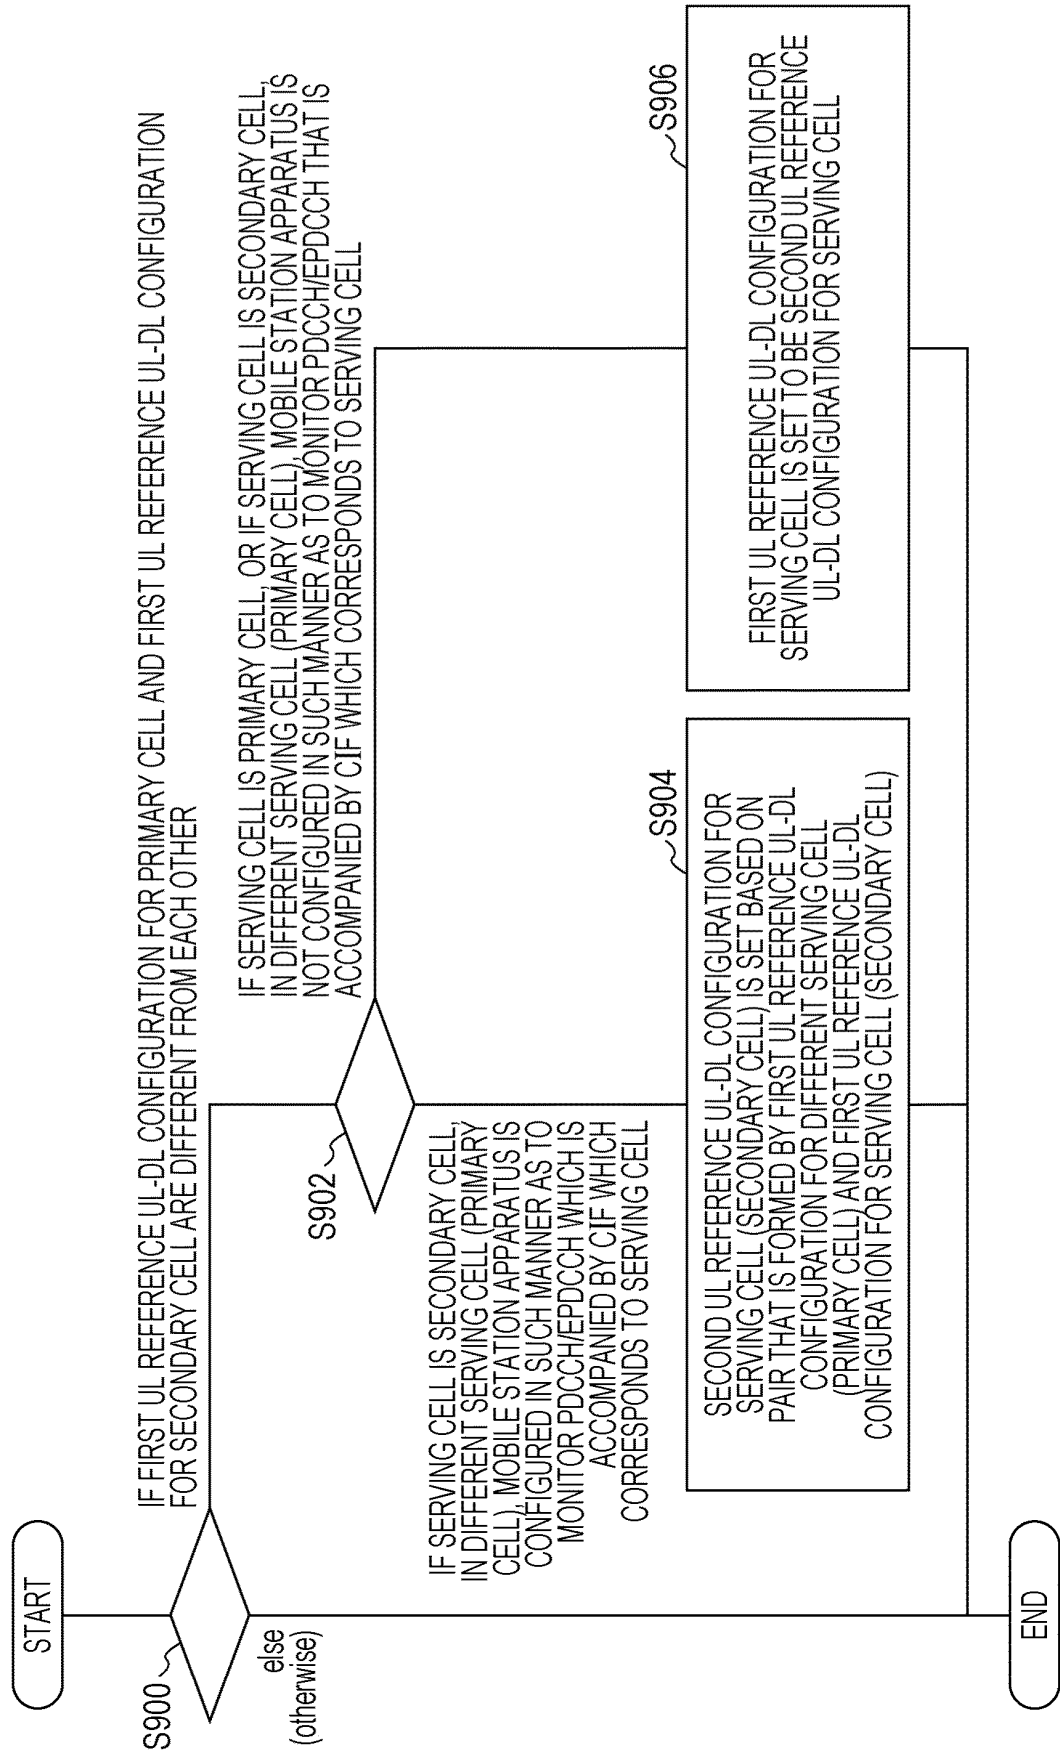 START
S900
IF FIRST UL REFERENCE UL-DL CONFIGURATION FOR PRIMARY CELL AND FIRST UL REFERENCE UL-DL CONFIGURATION
FOR SECONDARY CELL ARE DIFFERENT FROM EACH OTHER
else
(otherwise)
S902
IF SERVING CELL IS PRIMARY CELL, OR IF SERVING CELL IS SECONDARY CELL,
IN DIFFERENT SERVING CELL (PRIMARY CELL), MOBILE STATION APPARATUS IS
NOT CONFIGURED IN SUCH MANNER AS TO MONITOR PDCCH/EPDCCH THAT IS
ACCOMPANIED BY CIF WHICH CORRESPONDS TO SERVING CELL
IF SERVING CELL IS SECONDARY CELL,
IN DIFFERENT SERVING CELL (PRIMARY
CELL), MOBILE STATION APPARATUS IS
CONFIGURED IN SUCH MANNER AS TO
MONITOR PDCCH/EPDCCH WHICH IS
ACCOMPANIED BY CIF WHICH
CORRESPONDS TO SERVING CELL
S904
SECOND UL REFERENCE UL-DL CONFIGURATION FOR
SERVING CELL (SECONDARY CELL) IS SET BASED ON
PAIR THAT IS FORMED BY FIRST UL REFERENCE UL-DL
CONFIGURATION FOR DIFFERENT SERVING CELL
(PRIMARY CELL) AND FIRST UL REFERENCE UL-DL
CONFIGURATION FOR SERVING CELL (SECONDARY CELL)
S906
FIRST UL REFERENCE UL-DL CONFIGURATION FOR
SERVING CELL IS SET TO BE SECOND UL REFERENCE
UL-DL CONFIGURATION FOR SERVING CELL
END